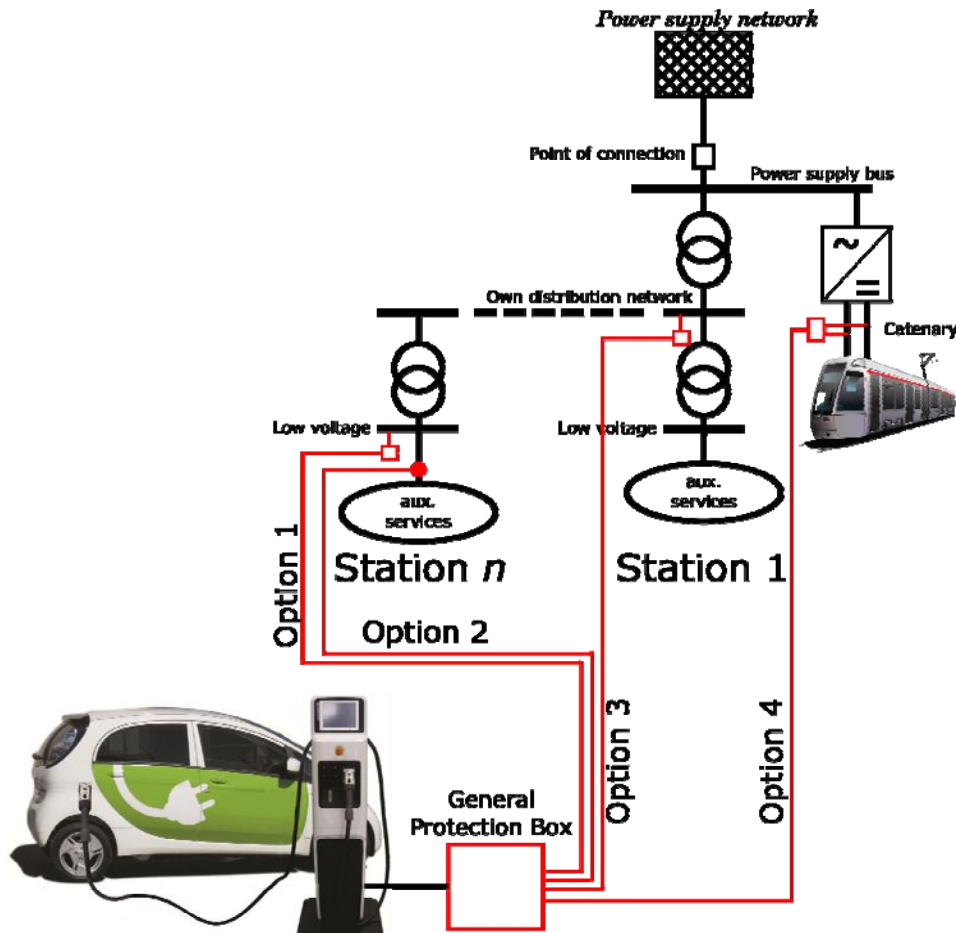 Power supply network
Point of connection
Power supply bus
~
=
Own distribution network
Catenary
Low voltage
Low voltage
aux.
services
aux.
services
Station n
Station 1
Option 1
Option 2
Option 3
Option 4
General
Protection Box